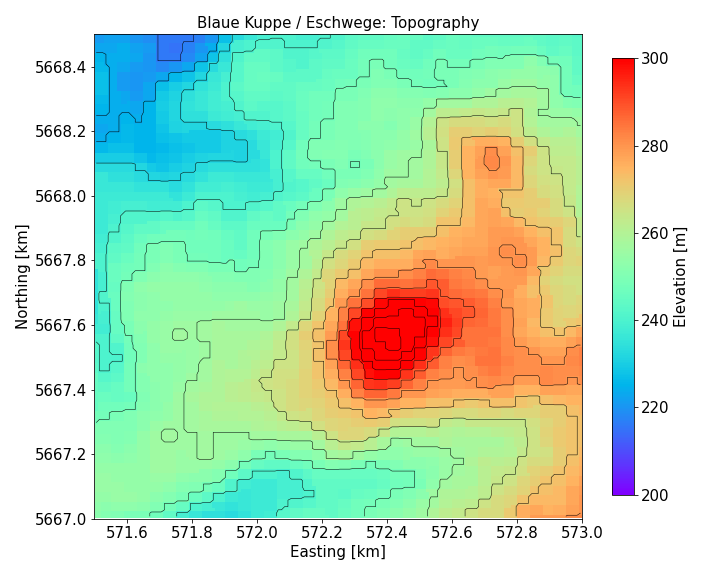 Blaue Kuppe / Eschwege: Topography
5668.4
5668.2
5668.0
5667.8
5667.6
5667.4
5667.2
5667.0
Northing [km]
571.6 571.8 572.0 572.2 572.4 572.6 572.8 573.0
Easting [km]
300
280
260
240
220
200
Elevation [m]